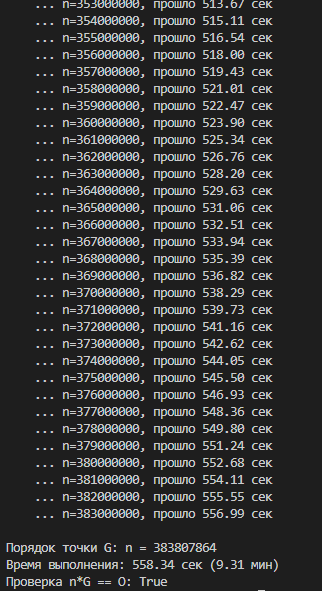 ... n=353000000, прошло 513.67 сек
... n=354000000, прошло 515.11 сек
... n=355000000, прошло 516.54 сек
... n=356000000, прошло 518.00 сек
... n=357000000, прошло 519.43 сек
... n=358000000, прошло 521.01 сек
... n=359000000, прошло 522.47 сек
... n=360000000, прошло 523.90 сек
... n=361000000, прошло 525.34 сек
... n=362000000, прошло 526.76 сек
... n=363000000, прошло 528.20 сек
... n=364000000, прошло 529.63 сек
... n=365000000, прошло 531.06 сек
... n=366000000, прошло 532.51 сек
... n=367000000, прошло 533.94 сек
... n=368000000, прошло 535.39 сек
... n=369000000, прошло 536.82 сек
... n=370000000, прошло 538.29 сек
... n=371000000, прошло 539.73 сек
... n=372000000, прошло 541.16 сек
... n=373000000, прошло 542.62 сек
... n=374000000, прошло 544.05 сек
... n=375000000, прошло 545.50 сек
... n=376000000, прошло 546.93 сек
... n=377000000, прошло 548.36 сек
... n=378000000, прошло 549.80 сек
... n=379000000, прошло 551.24 сек
... n=380000000, прошло 552.68 сек
... n=381000000, прошло 554.11 сек
... n=382000000, прошло 555.55 сек
... n=383000000, прошло 556.99 сек
Порядок точки G: n = 383807864
Время выполнения: 558.34 сек (9.31 мин)
Проверка n*G == O: True